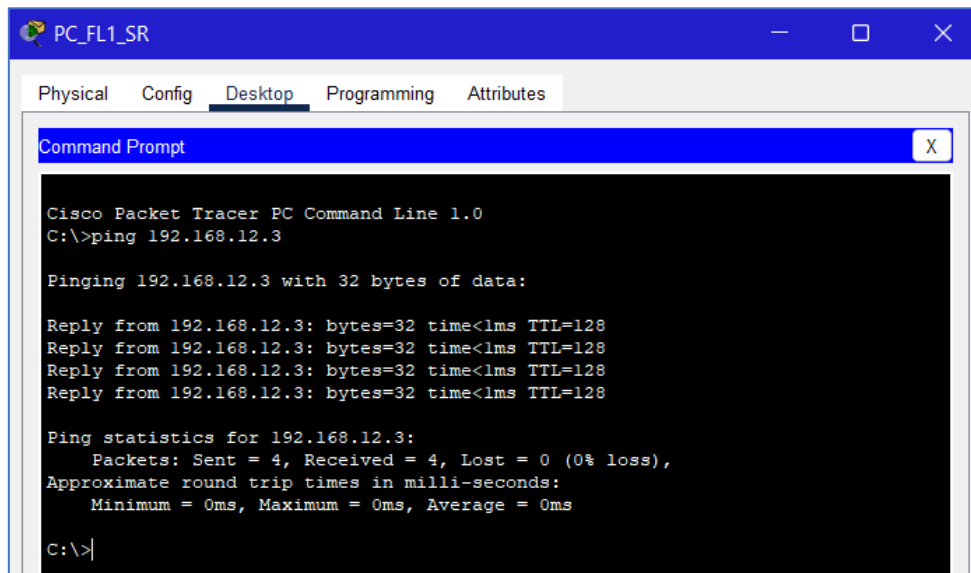 PC_FL1_SR
Physical Config Desktop Programming Attributes
Command Prompt X
Cisco Packet Tracer PC Command Line 1.0
C:\>ping 192.168.12.3
Pinging 192.168.12.3 with 32 bytes of data:
Reply from 192.168.12.3: bytes=32 time<1ms TTL=128
Reply from 192.168.12.3: bytes=32 time<1ms TTL=128
Reply from 192.168.12.3: bytes=32 time<1ms TTL=128
Reply from 192.168.12.3: bytes=32 time<1ms TTL=128
Ping statistics for 192.168.12.3:
Packets: Sent = 4, Received = 4, Lost = 0 (0% loss),
Approximate round trip times in milli-seconds:
Minimum = 0ms, Maximum = 0ms, Average = 0ms
C:\>